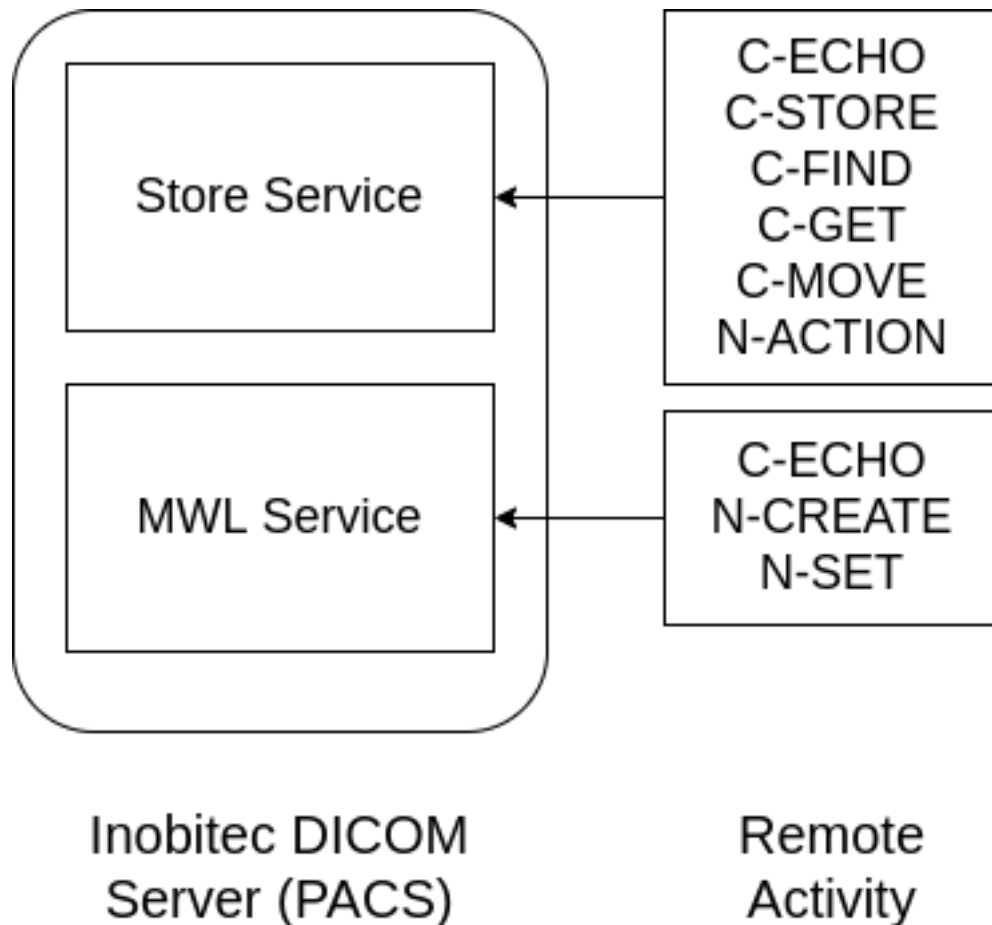 Store Service
C-ECHO
C-STORE
C-FIND
C-GET
C-MOVE
N-ACTION
MWL Service
C-ECHO
N-CREATE
N-SET
Inobitec DICOM
Server (PACS)
Remote
Activity